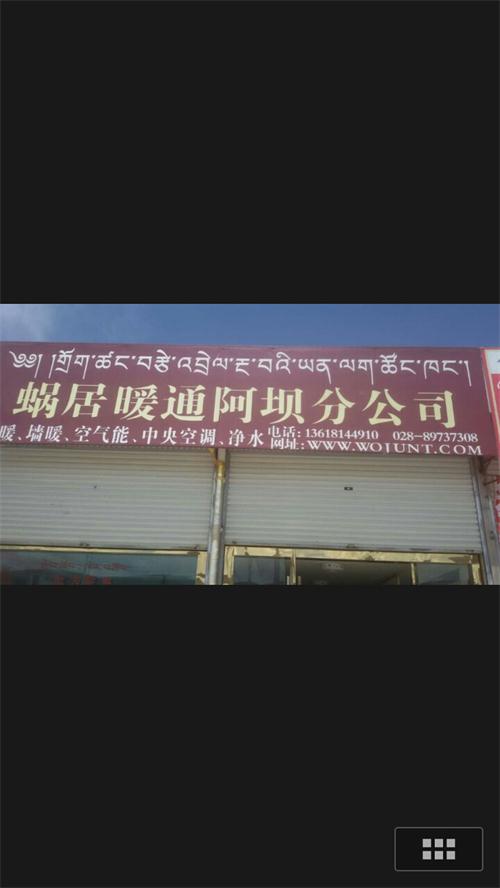 ༄༅། །གྲོག་ཚང་བརྩེ་འབྲེལ་རྔ་བའི་ཡན་ལག་ཚོང་ཁང་།
蜗居暖通阿坝分公司
暖、墙暖、空气能、中央空调、净水
电话:13618144910 028-89737308
网址:WWW.WOJUNT.COM